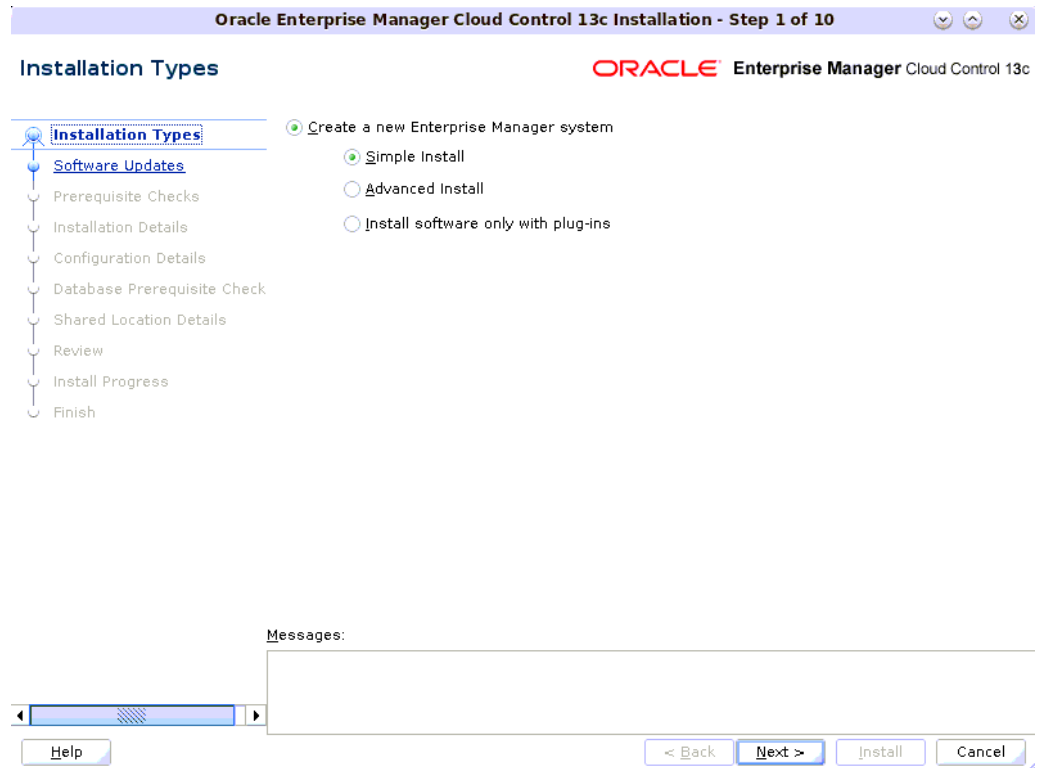 Oracle Enterprise Manager Cloud Control 13c Installation - Step 1 of 10
Installation Types
ORACLE Enterprise Manager Cloud Control 13c
Installation Types
Software Updates
Prerequisite Checks
Installation Details
Configuration Details
Database Prerequisite Check
Shared Location Details
Review
Install Progress
Finish
Create a new Enterprise Manager system
Simple Install
Advanced Install
Install software only with plug-ins
Messages:
Help
< Back
Next >
Install
Cancel